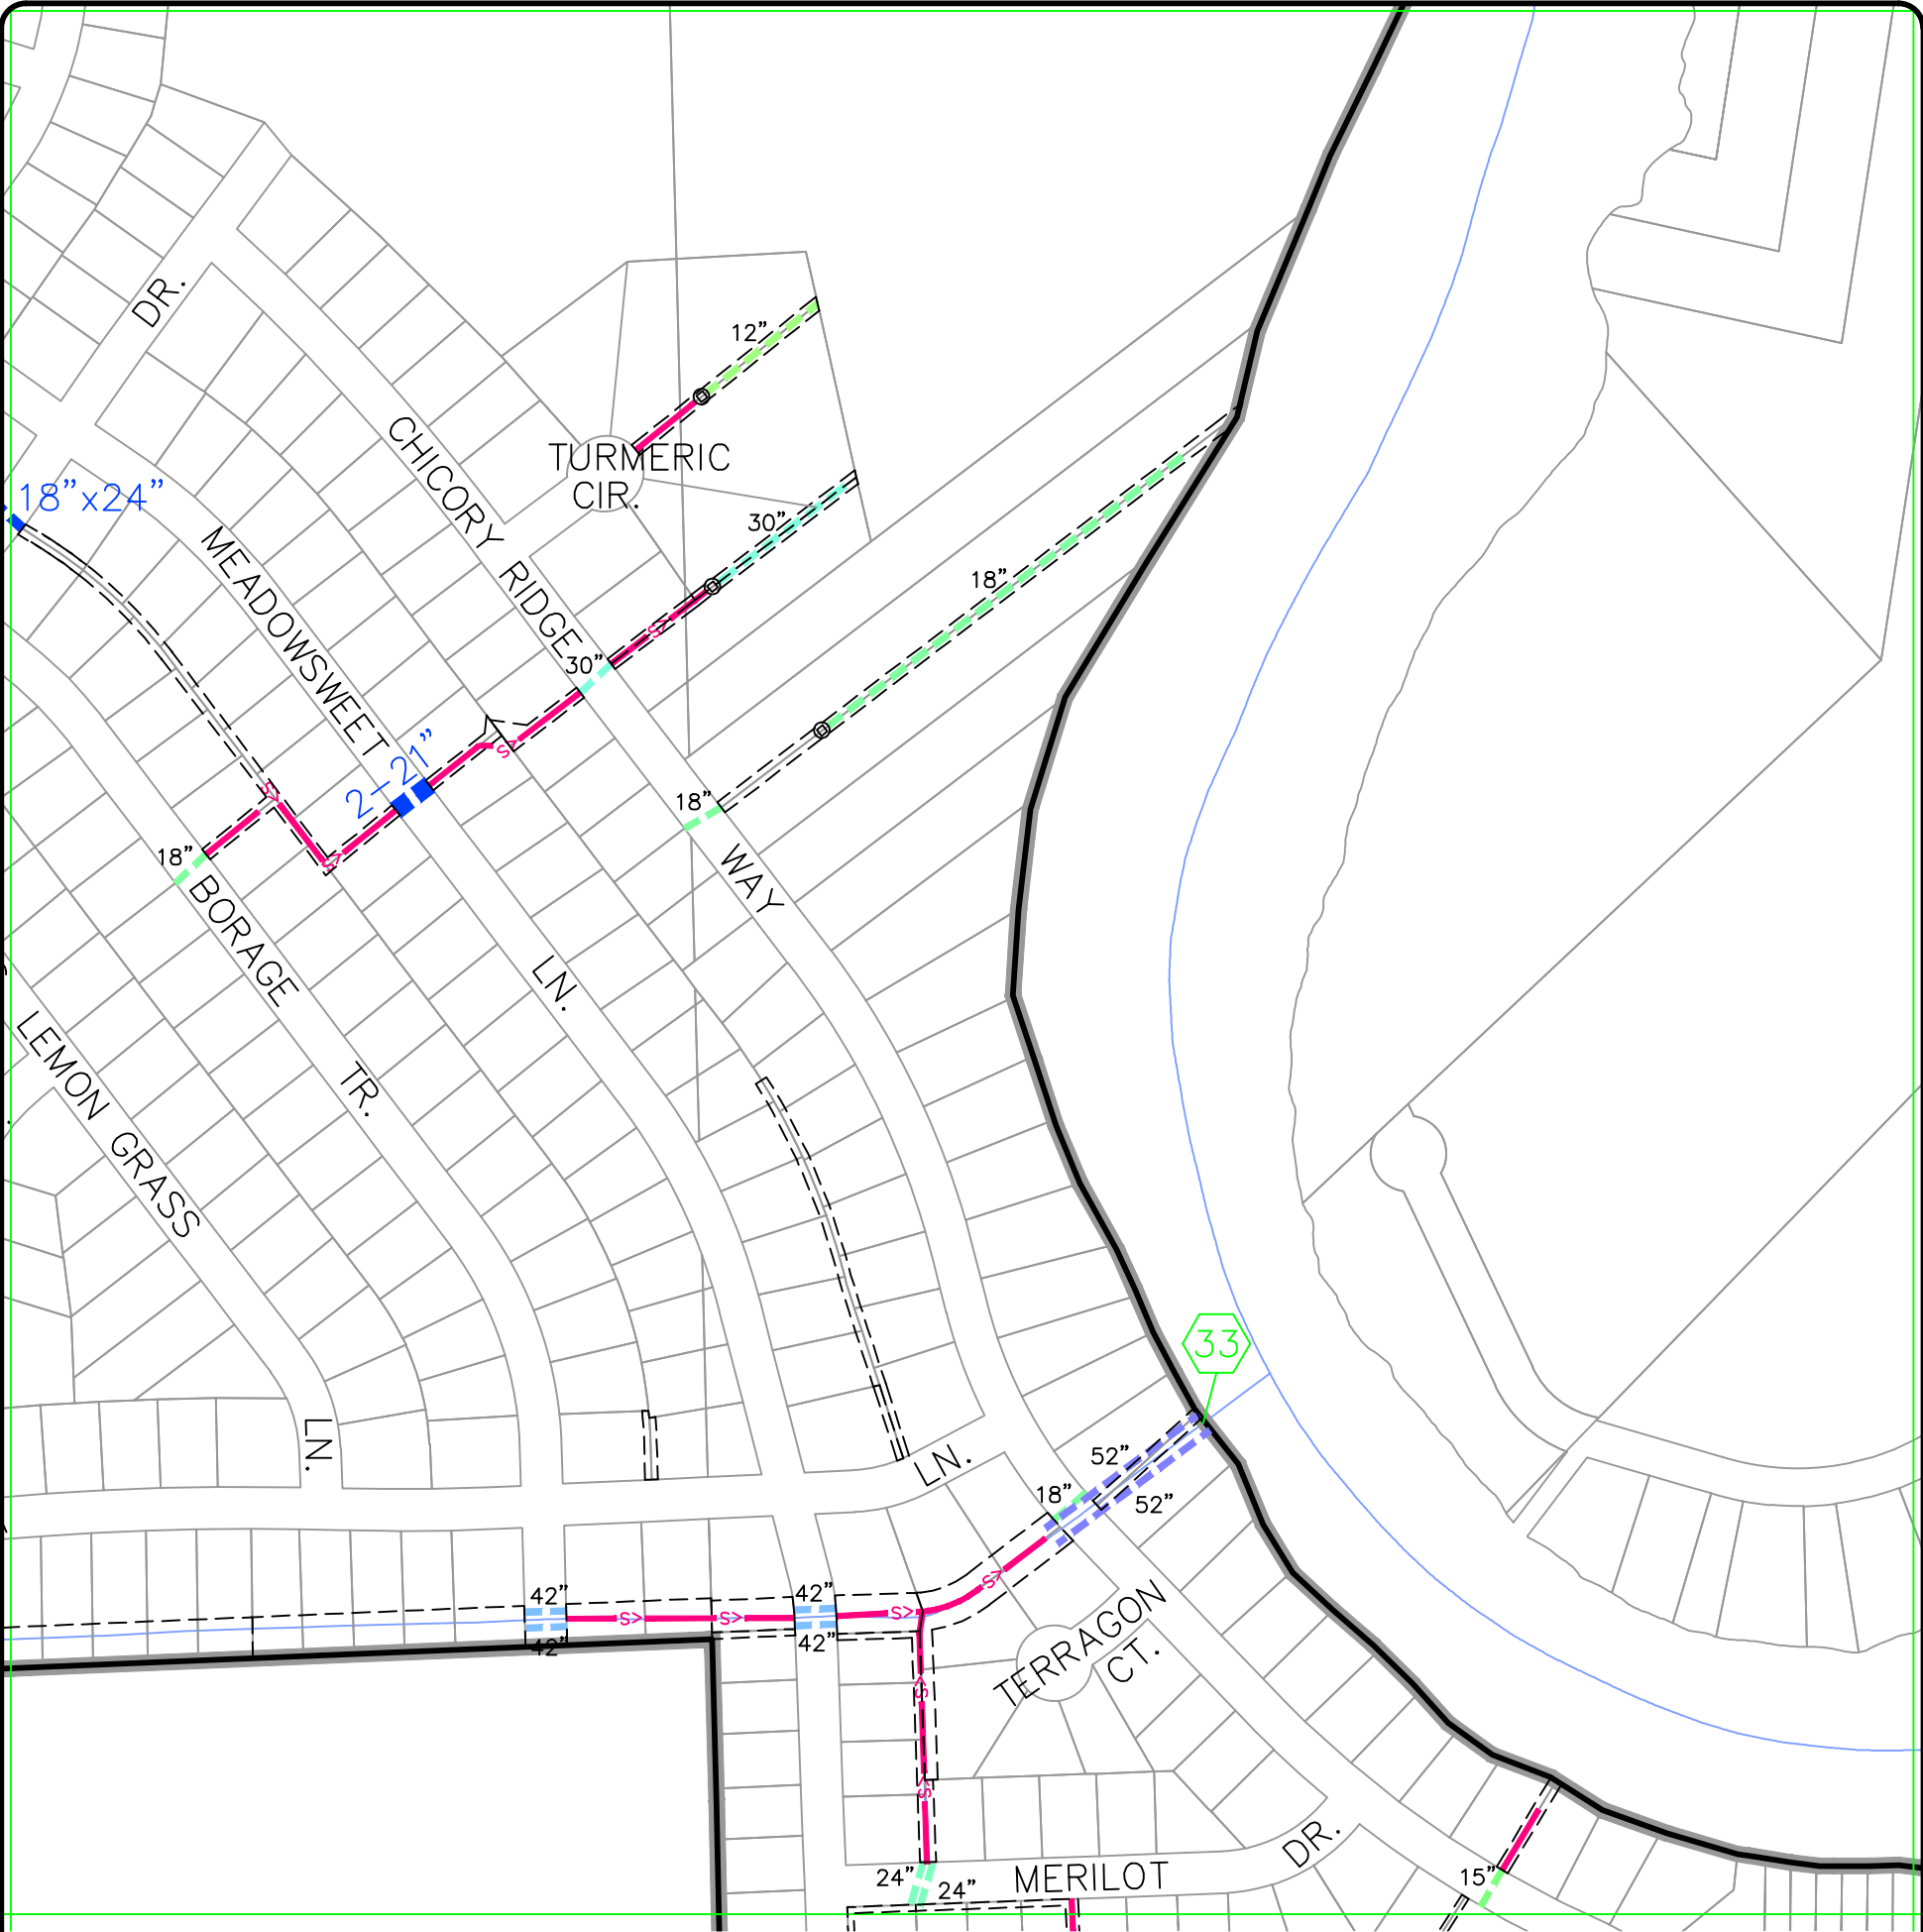 DR.
12”
TURMERIC
CIR.
CHICORY
RIDGE
WAY
18”x24”
30”
MEADOWSWEET
LN.
18”
S>
30”
S>
2–21”
S>
18”
S>
18”
BORAGE
TR.
LEMON
GRASS
LN.
33
LN.
52”
18”
52”
42”
42”
S>
S>
S>
S>
42”
42”
TERRAGON
CT.
S>
S>
DR.
24”
24”
MERILOT
15”